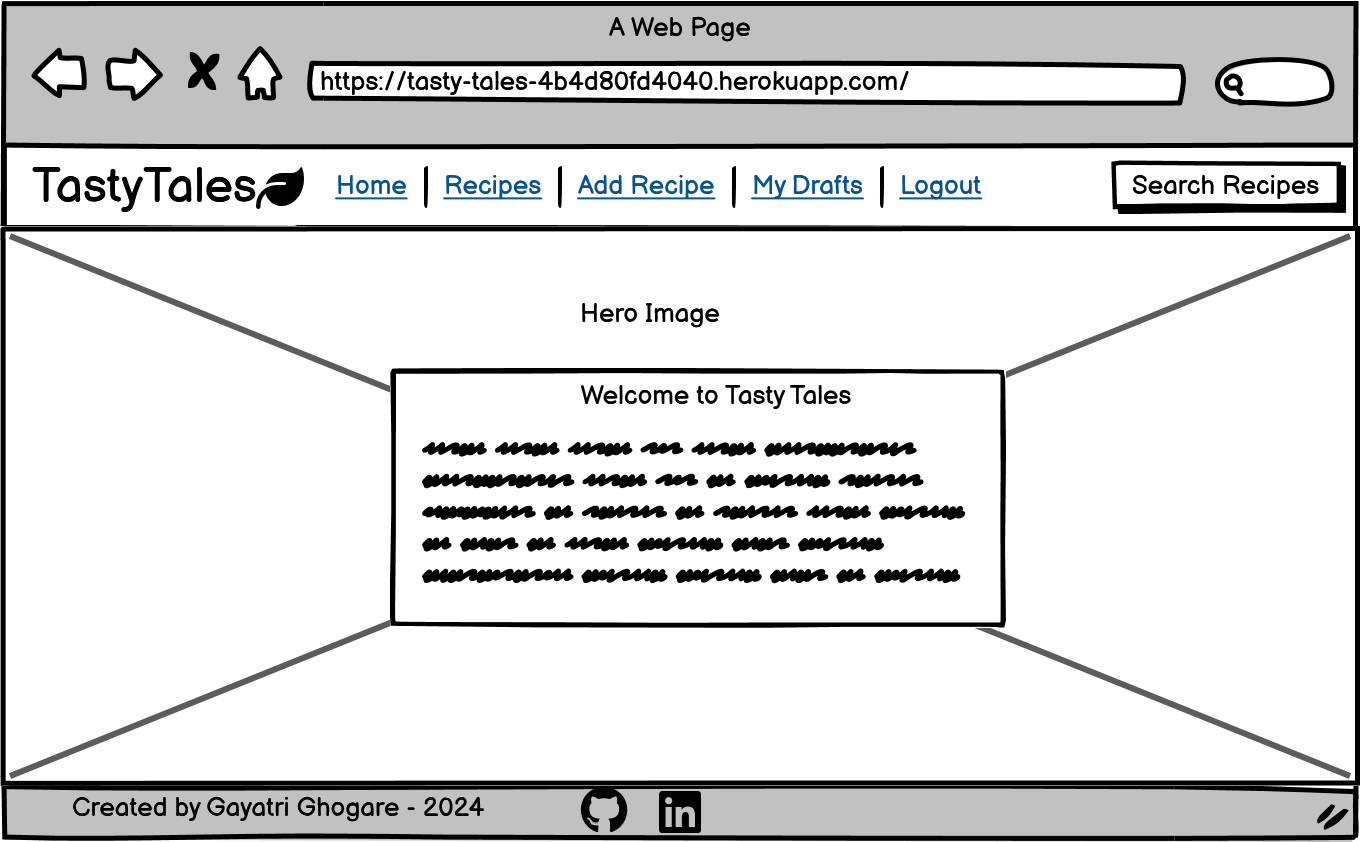 A Web Page
https://tasty-tales-4b4d80fd4040.herokuapp.com/
TastyTales Home Recipes Add Recipe My Drafts Logout Search Recipes
Hero Image
Welcome to Tasty Tales
Created by Gayatri Ghogare - 2024 in